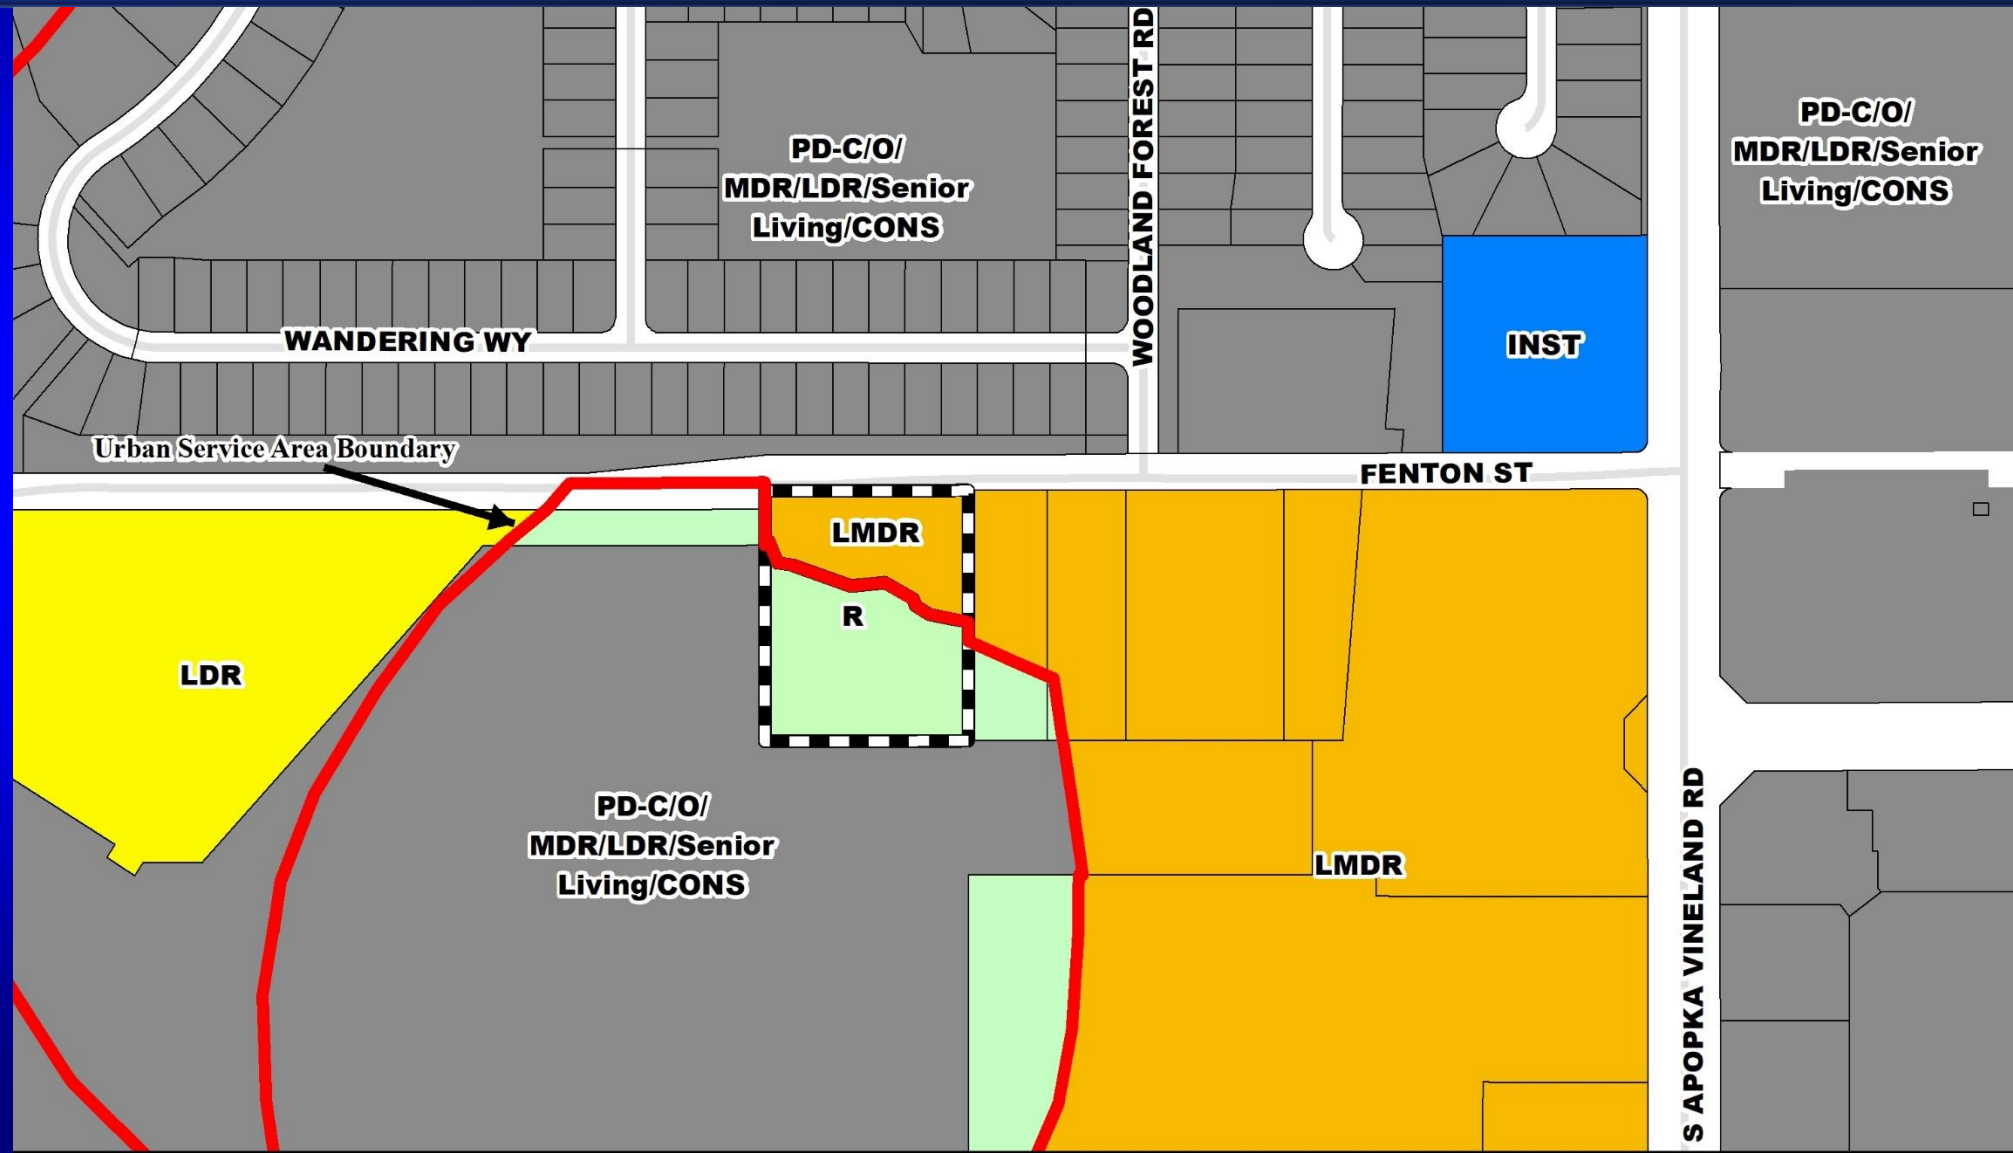 PD-C/O/
MDR/LDR/Senior
Living/CONS
WOODLAND FOREST RD
PD-C/O/
MDR/LDR/Senior
Living/CONS
WANDERING WY
INST
Urban Service Area Boundary
FENTON ST
LMDR
R
LDR
PD-C/O/
MDR/LDR/Senior
Living/CONS
LMDR
S APOPKA VINELAND RD